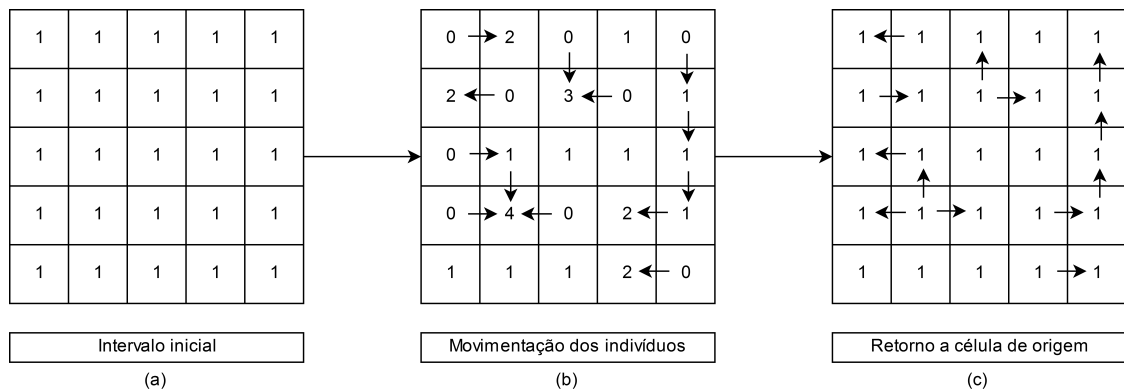 1 1 1 1 1 0 2 0 1 0 1 1 1 1 1
1 1 1 1 1 2 0 3 0 1 1 1 1 1 1
1 1 1 1 1 0 1 1 1 1 1 1 1 1 1
1 1 1 1 1 0 4 0 2 1 1 1 1 1 1
1 1 1 1 1 1 1 1 2 0 1 1 1 1 1
Intervalo inicial Movimentação dos indivíduos Retorno a célula de origem
(a) (b) (c)